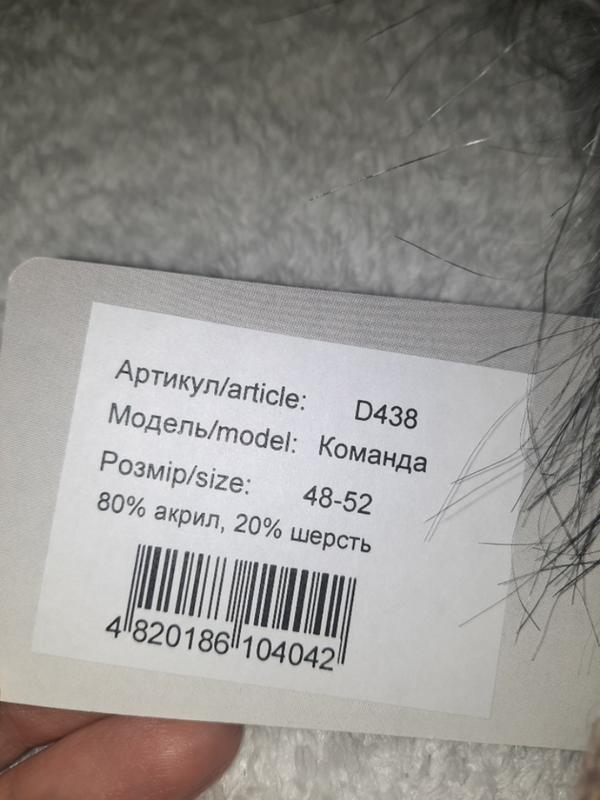 Артикул/article: D438
Модель/model: Команда
Розмір/size: 48-52
80% акрил, 20% шерсть
4 820186 104042